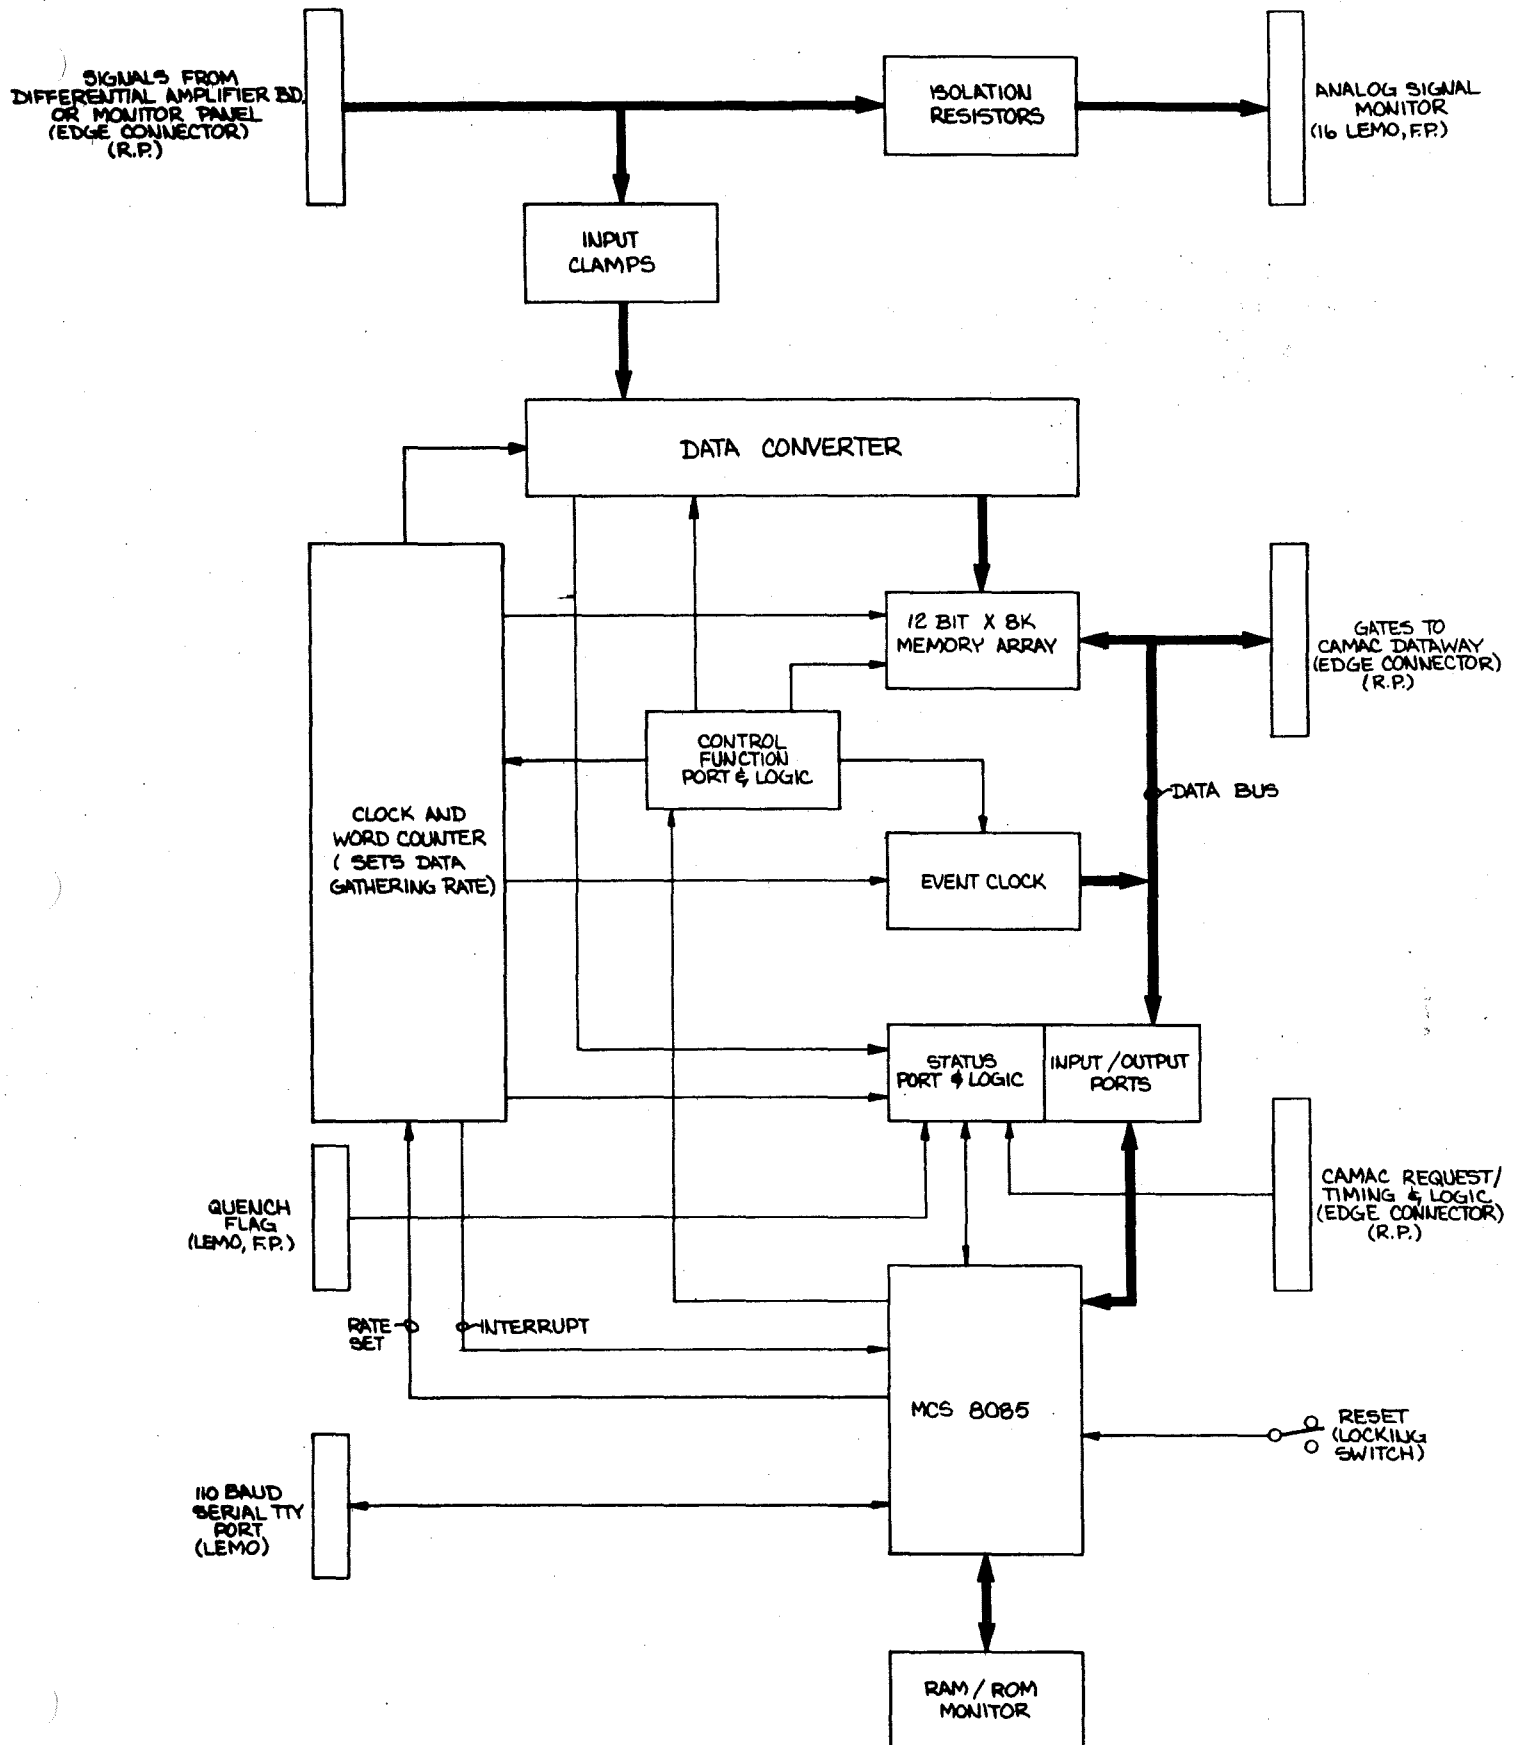 SIGNALS FROM
DIFFERENTIAL AMPLIFIER BD.
OR MONITOR PANEL
(EDGE CONNECTOR)
(R.P.)
ISOLATION
RESISTORS
ANALOG SIGNAL
MONITOR
(16 LEMO, F.P.)
INPUT
CLAMPS
DATA CONVERTER
12 BIT X 8K
MEMORY ARRAY
GATES TO
CAMAC DATAWAY
(EDGE CONNECTOR)
(R.P.)
CONTROL
FUNCTION
PORT & LOGIC
DATA BUS
CLOCK AND
WORD COUNTER
( SETS DATA
GATHERING RATE)
EVENT CLOCK
STATUS
PORT & LOGIC
INPUT / OUTPUT
PORTS
QUENCH
FLAG
(LEMO, F.P.)
CAMAC REQUEST/
TIMING & LOGIC
(EDGE CONNECTOR)
(R.P.)
RATE
SET
INTERRUPT
MCS 8085
RESET
(LOCKING
SWITCH)
110 BAUD
SERIAL TTY
PORT
(LEMO)
RAM / ROM
MONITOR